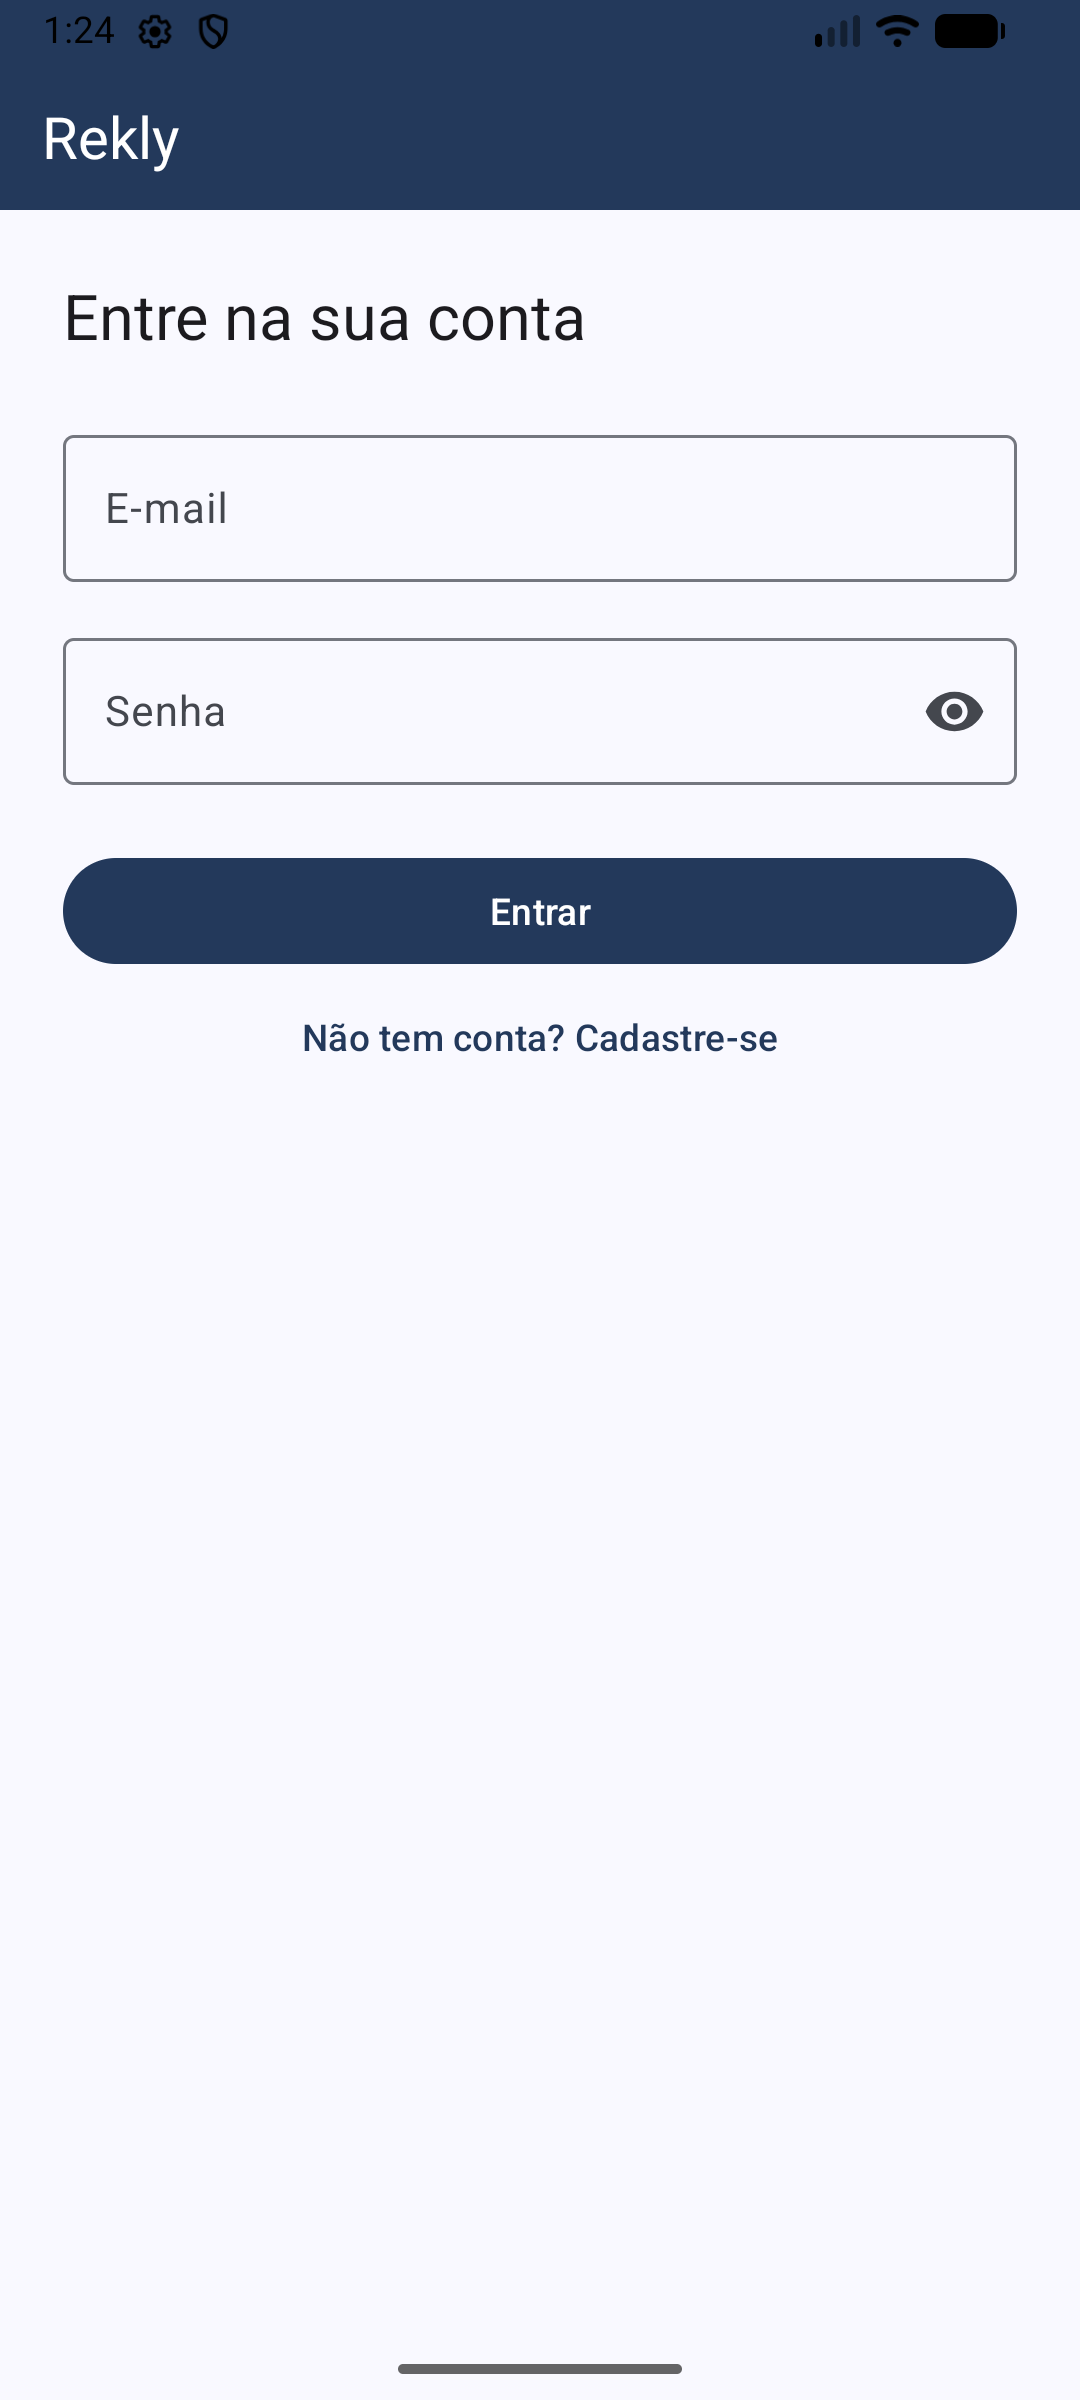 1:24
Rekly
Entre na sua conta
E-mail
Senha
Entrar
Não tem conta? Cadastre-se